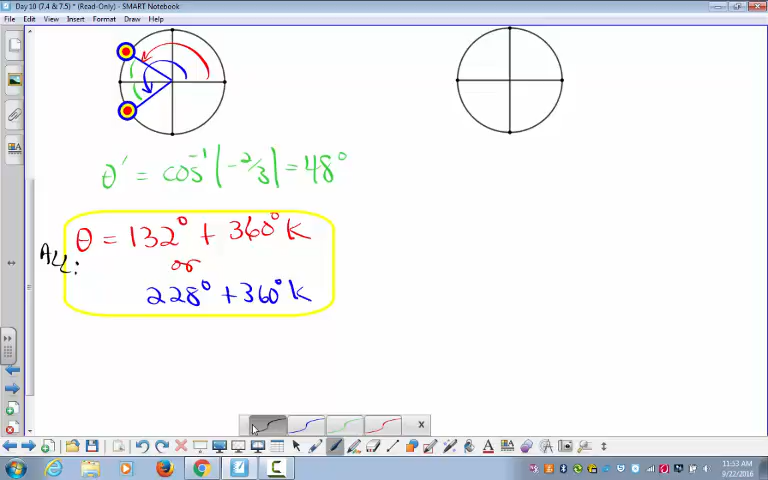 Day 10 (7.4 & 7.5) * (Read-Only) - SMART Notebook
File Edit View Insert Format Draw Help
θ' = cos⁻¹|-2/3| = 48°
θ = 132° + 360°k
ALL:
or
228° + 360°k
11:53 AM
9/22/2016